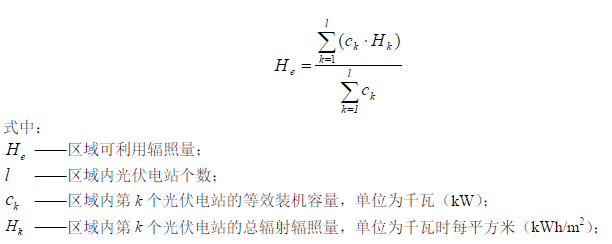 H_e = \frac{\sum_{k=1}^{l} (c_k \cdot H_k)}{\sum_{k=1}^{l} c_k}
式中：
H_e ——区域可利用辐照量；
l ——区域内光伏电站个数；
c_k ——区域内第 k 个光伏电站的等效装机容量，单位为千瓦（kW）；
H_k ——区域内第 k 个光伏电站的总辐射辐照量，单位为千瓦时每平方米（kWh/m²）；